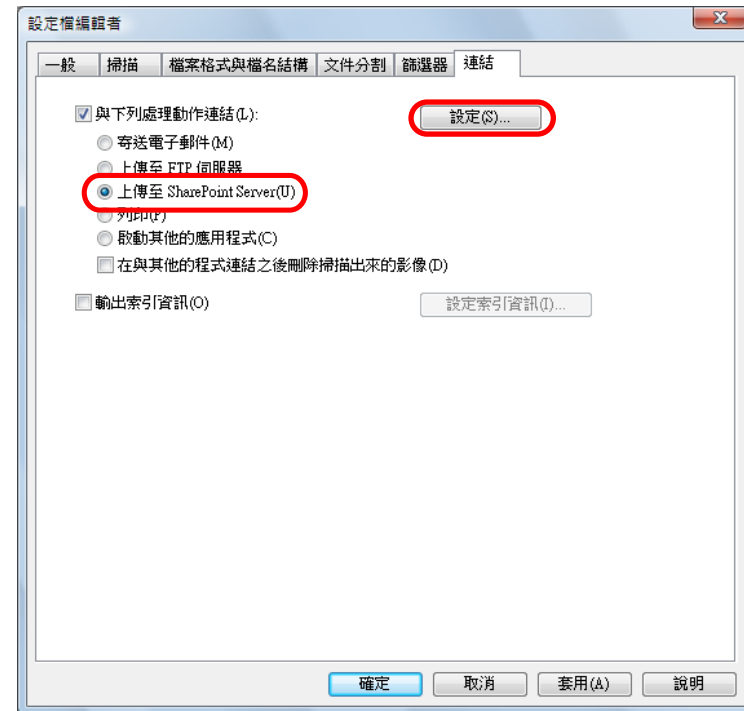 設定檔編輯者
一般 掃描 檔案格式與檔名結構 文件分割 篩選器 連結
與下列處理動作連結(L): 設定(S)...
寄送電子郵件(M)
上傳至 FTP 伺服器
上傳至 SharePoint Server(U)
列印(P)
啟動其他的應用程式(C)
在與其他的程式連結之後刪除掃描出來的影像(D)
輸出索引資訊(O) 設定索引資訊(I)...
確定 取消 套用(A) 說明